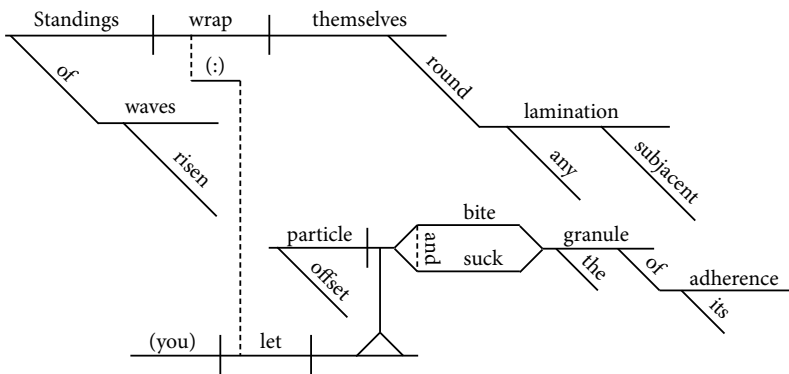 Standings wrap themselves
of
(:)
round
waves
risen
lamination
any
subjacent
bite
particle
and
granule
offset
suck
the
of
adherence
its
(you) let